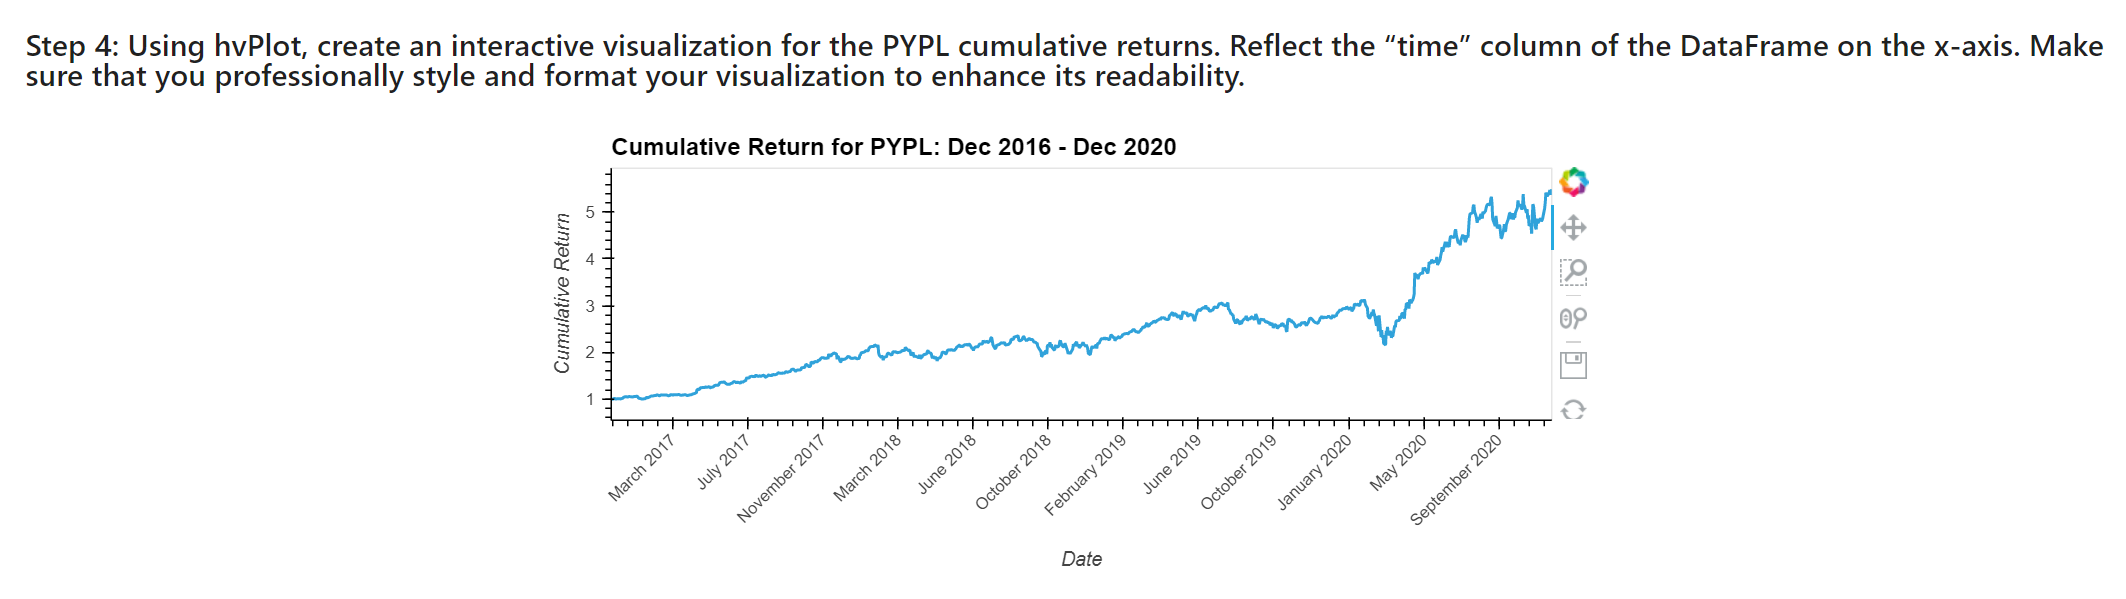 Step 4: Using hvPlot, create an interactive visualization for the PYPL cumulative returns. Reflect the “time” column of the DataFrame on the x-axis. Make
sure that you professionally style and format your visualization to enhance its readability.
Cumulative Return for PYPL: Dec 2016 - Dec 2020
Cumulative Return
5
4
3
2
1
March 2017
July 2017
November 2017
March 2018
June 2018
October 2018
February 2019
June 2019
October 2019
January 2020
May 2020
September 2020
Date